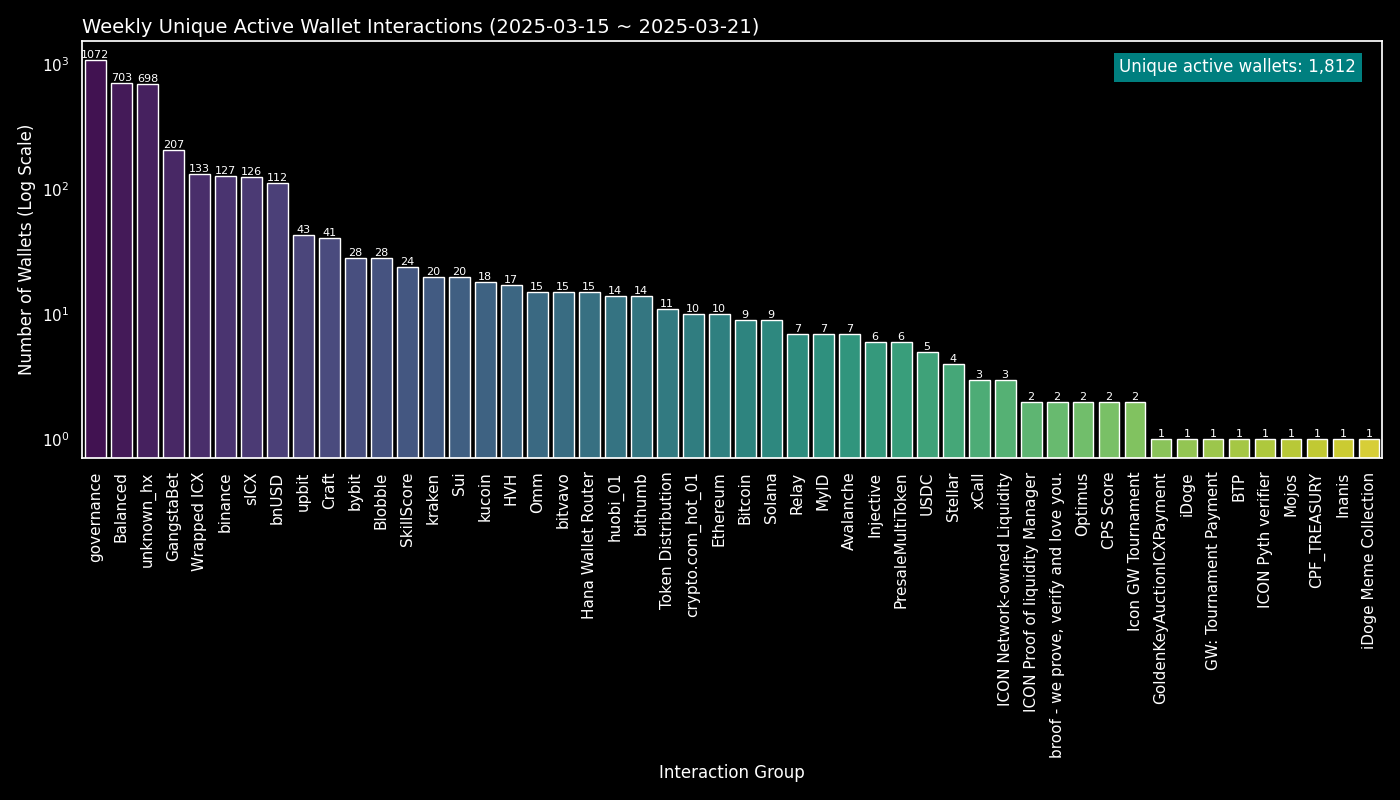 Weekly Unique Active Wallet Interactions (2025-03-15 ~ 2025-03-21)
Unique active wallets: 1,812
Number of Wallets (Log Scale)
10³
10²
10¹
10⁰
1072
703
698
207
133
127
126
112
43
41
28
28
24
20
20
18
17
15
15
15
14
14
11
10
10
9
9
7
7
7
6
6
5
4
3
3
2
2
2
2
2
1
1
1
1
1
1
1
1
1
governance
Balanced
unknown_hx
GangstaBet
Wrapped ICX
binance
sICX
bnUSD
upbit
Craft
bybit
Blobble
SkillScore
kraken
Sui
kucoin
HVH
Omm
bitvavo
Hana Wallet Router
huobi_01
bithumb
Token Distribution
crypto.com_hot_01
Ethereum
Bitcoin
Solana
Relay
MyID
Avalanche
Injective
PresaleMultiToken
USDC
Stellar
xCall
ICON Network-owned Liquidity
ICON Proof of liquidity Manager
broof - we prove, verify and love you.
Optimus
CPS Score
Icon GW Tournament
GoldenKeyAuctionICXPayment
iDoge
GW: Tournament Payment
BTP
ICON Pyth verifier
Mojos
CPF_TREASURY
Inanis
iDoge Meme Collection
Interaction Group